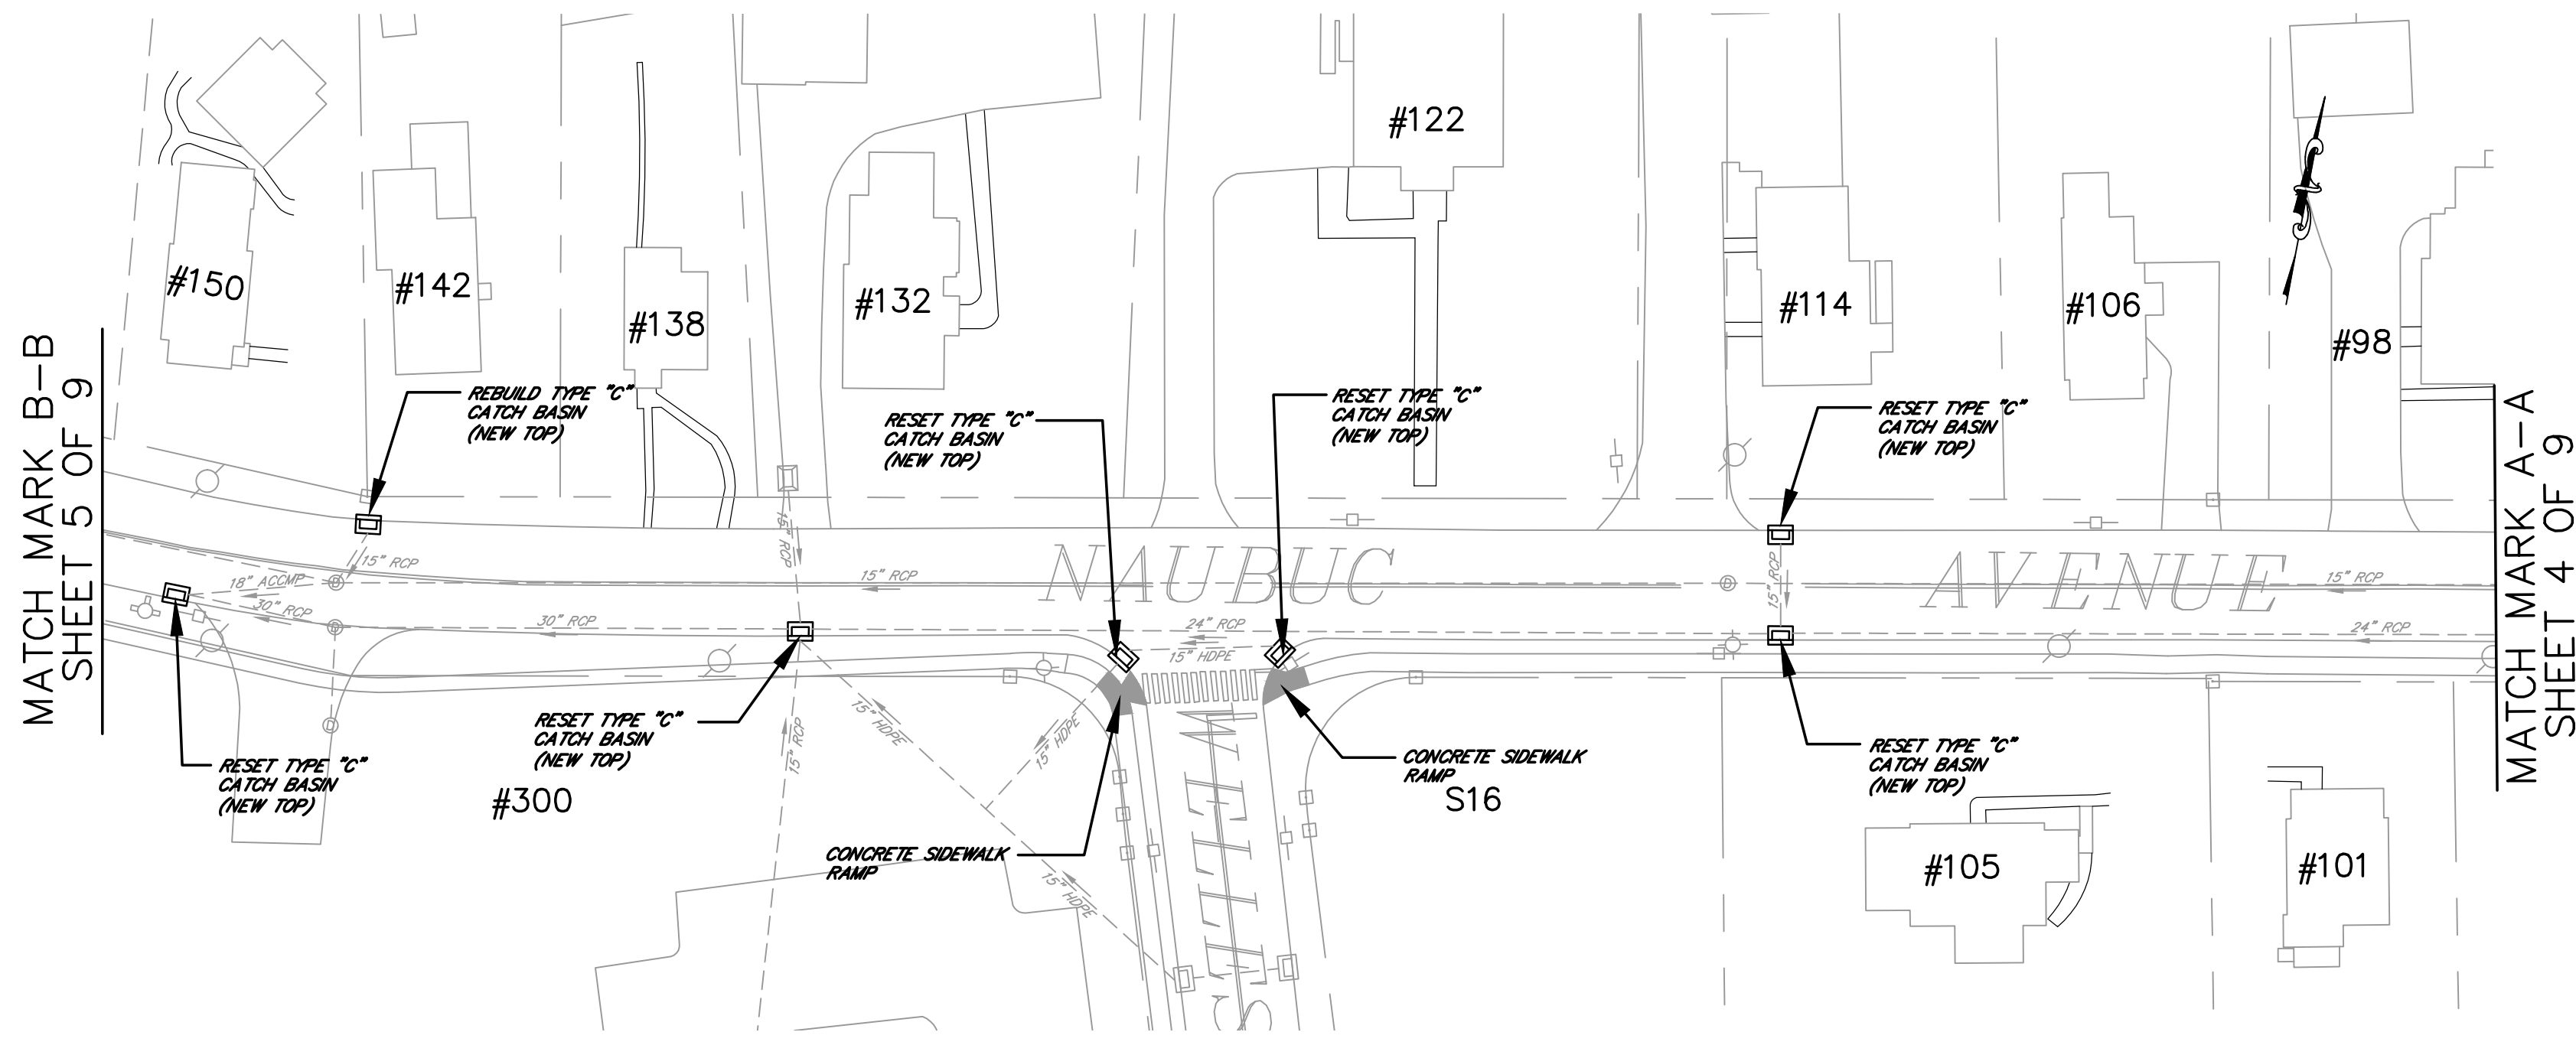 #122
#150
#142
#138
#132
#114
#106
#98
MATCH MARK B-B
SHEET 5 OF 9
REBUILD TYPE "C"
CATCH BASIN
(NEW TOP)
RESET TYPE "C"
CATCH BASIN
(NEW TOP)
RESET TYPE "C"
CATCH BASIN
(NEW TOP)
RESET TYPE "C"
CATCH BASIN
(NEW TOP)
MATCH MARK A-A
SHEET 4 OF 9
15" RCP
15" RCP
18" ACCMP
D
15" RCP
NAUBUC AVENUE
D
15" RCP
15" RCP
30" RCP
D
30" RCP
24" RCP
15" HDPE
24" RCP
D
15" HDPE
15" HDPE
15" RCP
RESET TYPE "C"
CATCH BASIN
(NEW TOP)
RESET TYPE "C"
CATCH BASIN
(NEW TOP)
#300
CONCRETE SIDEWALK
RAMP
S16
RESET TYPE "C"
CATCH BASIN
(NEW TOP)
CONCRETE SIDEWALK
RAMP
15" HDPE
#105
#101